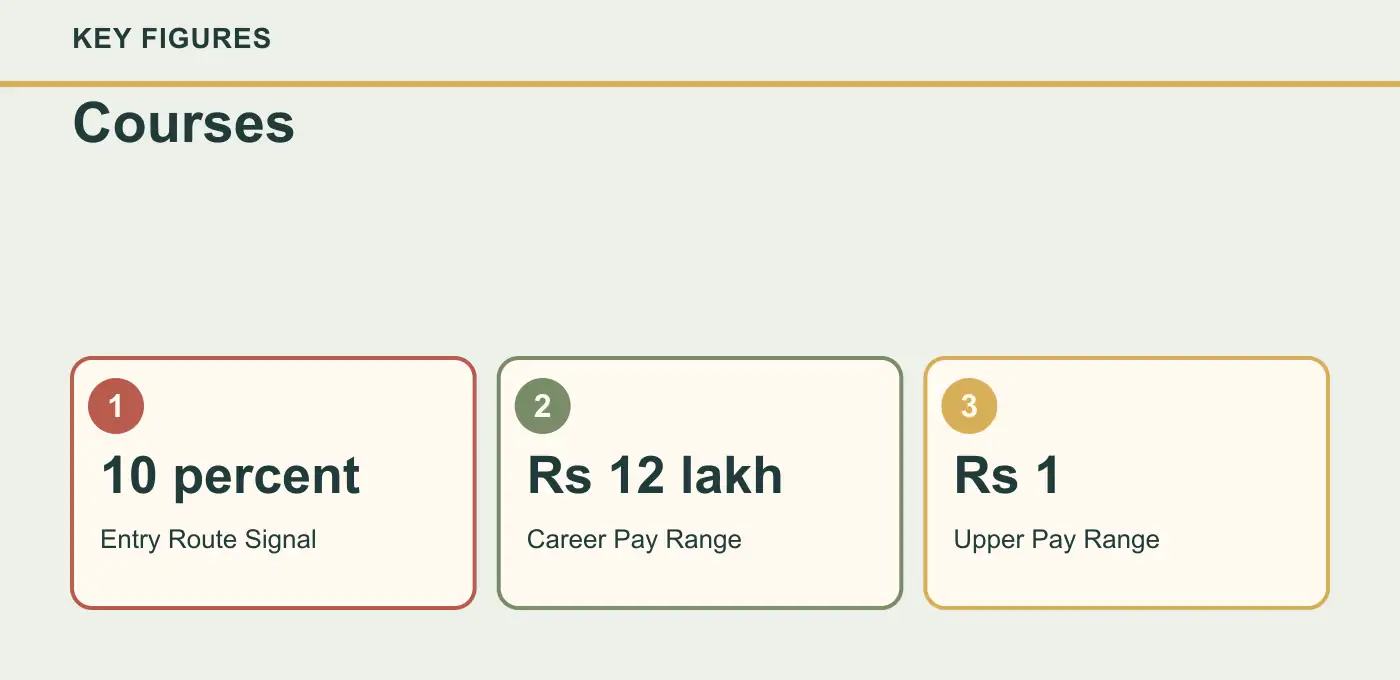 KEY FIGURES
Courses
1
10 percent
Entry Route Signal
2
Rs 12 lakh
Career Pay Range
3
Rs 1
Upper Pay Range